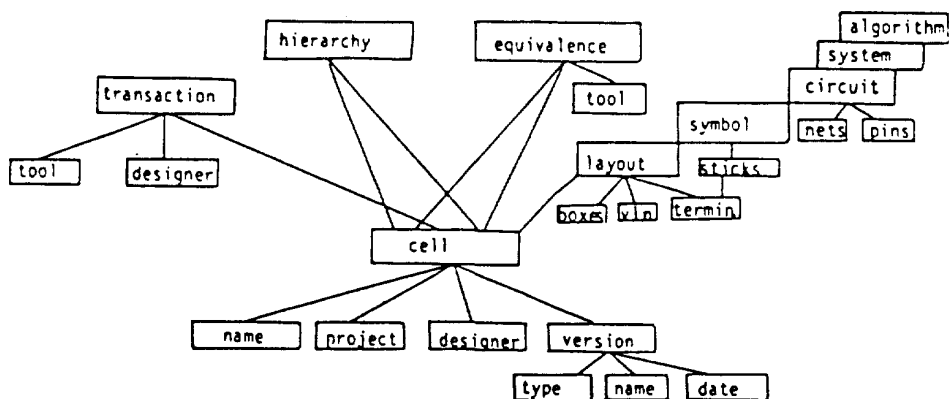 algorithm
hierarchy
equivalence
system
transaction
circuit
tool
symbol
nets
pins
layout
sticks
tool
designer
boxes
termin
cell
name
project
designer
version
type
name
date